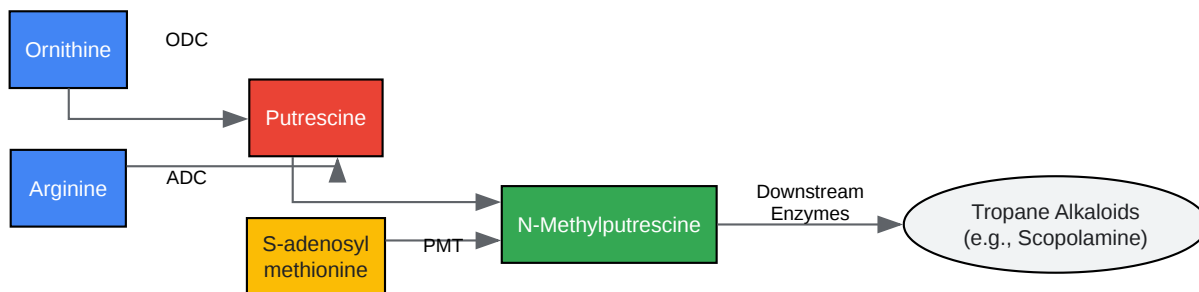 Ornithine
ODC
Putrescine
Arginine
ADC
S-adenosyl
methionine
PMT
N-Methylputrescine
Downstream
Enzymes
Tropane Alkaloids
(e.g., Scopolamine)